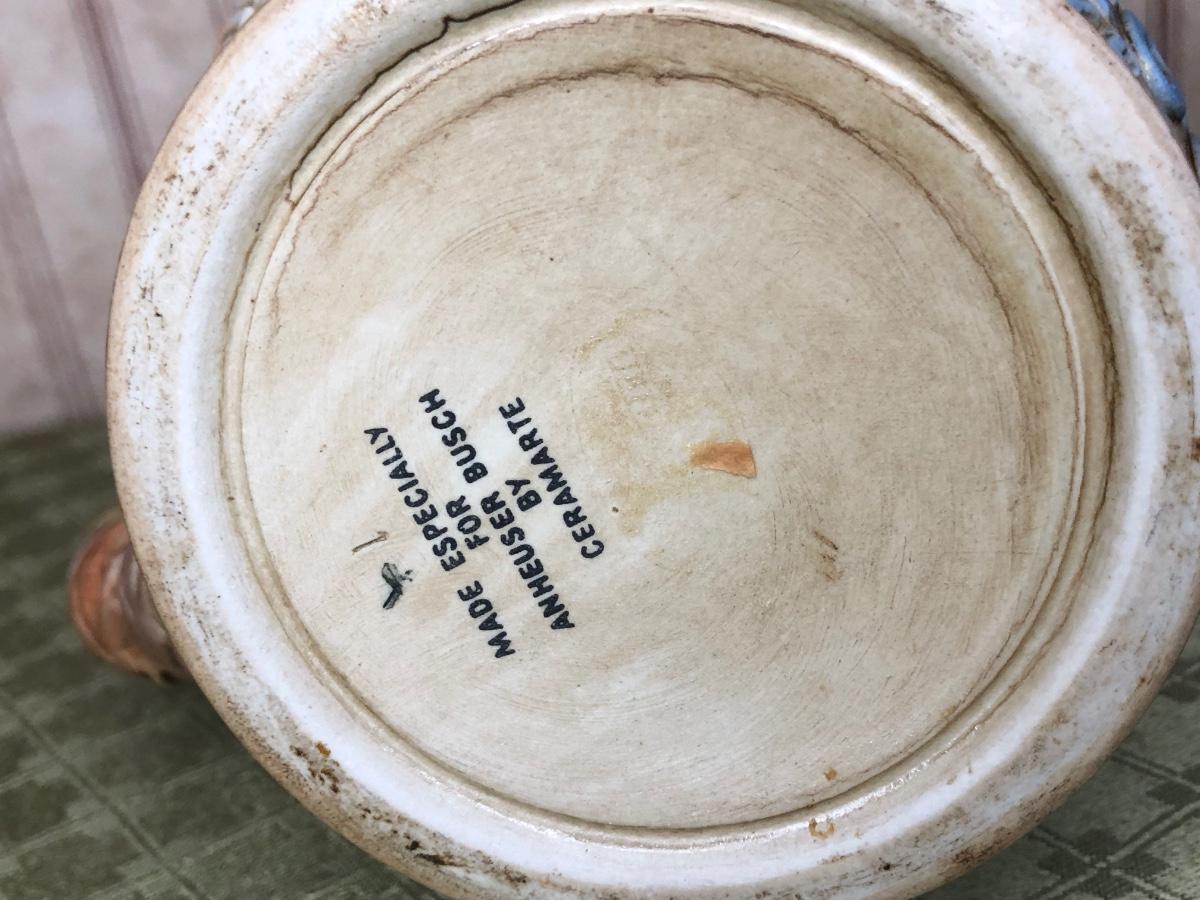 MADE ESPECIALLY
FOR BUSCH
ANHEUSER BY
CERAMARTE